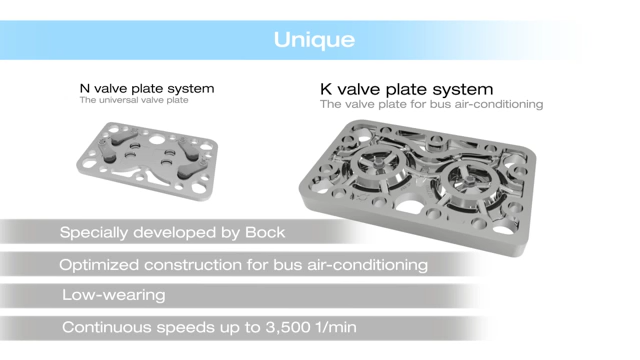 Unique
N valve plate system
The universal valve plate
K valve plate system
The valve plate for bus air-conditioning
Specially developed by Bock
Optimized construction for bus air-conditioning
Low-wearing
Continuous speeds up to 3,500 1/min